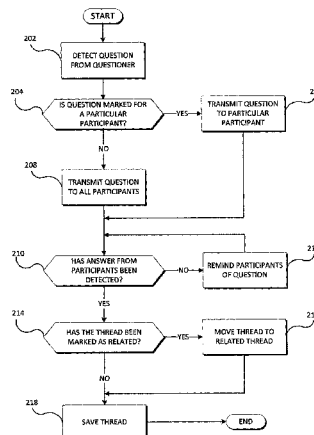 START
202
DETECT QUESTION
FROM QUESTIONER
204
IS QUESTION MARKED FOR
A PARTICULAR
PARTICIPANT?
YES
TRANSMIT QUESTION
TO PARTICULAR
PARTICIPANT
NO
208
TRANSMIT QUESTION
TO ALL PARTICIPANTS
210
HAS ANSWER FROM
PARTICIPANTS BEEN
DETECTED?
NO
REMIND PARTICIPANTS
OF QUESTION
YES
214
HAS THE THREAD BEEN
MARKED AS RELATED?
YES
MOVE THREAD TO
RELATED THREAD
NO
218
SAVE THREAD
END